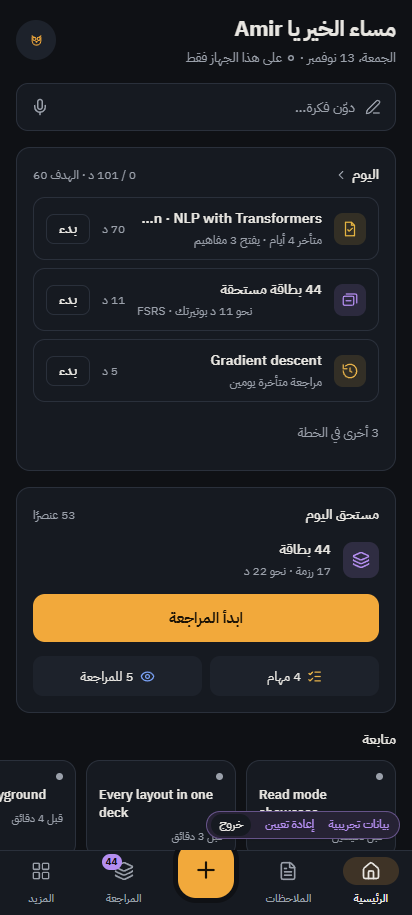 مساء الخير يا Amir
الجمعة، 13 نوفمبر · على هذا الجهاز فقط
دوّن فكرة...
اليوم
0 / 101 د · الهدف 60
n · NLP with Transformers...
متأخر 4 أيام · يفتح 3 مفاهيم
70 د
بدء
44 بطاقة مستحقة
نحو 11 د بوتيرتك · FSRS
11 د
بدء
Gradient descent
مراجعة متأخرة يومين
5 د
بدء
3 أخرى في الخطة
مستحق اليوم
53 عنصرًا
44 بطاقة
17 رزمة · نحو 22 د
ابدأ المراجعة
4 مهام
5 للمراجعة
متابعة
Read mode
Every layout in one
deck
قبل 3 دقائق
yground
قبل 4 دقائق
بيانات تجريبية
إعادة تعيين
خروج
الرئيسية
الملاحظات
44
المراجعة
المزيد